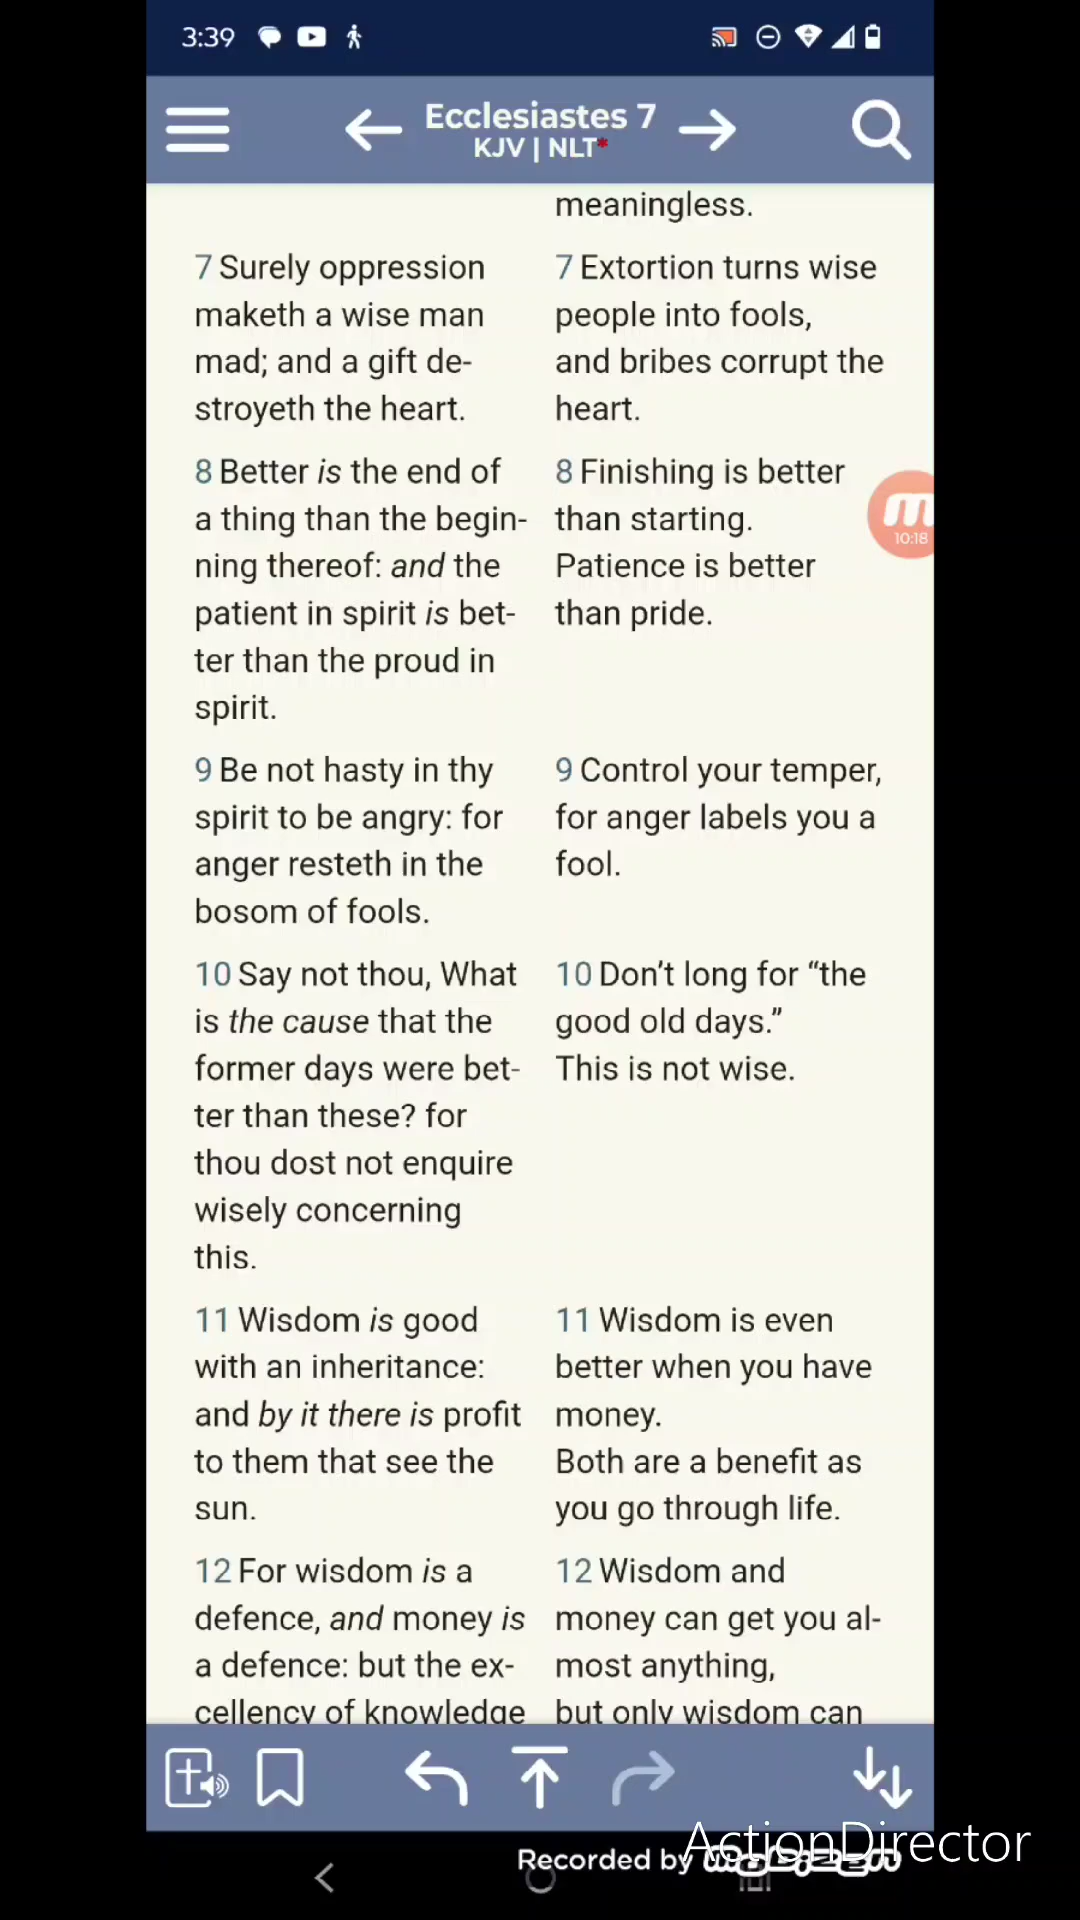 3:39
Ecclesiastes 7
KJV | NLT*
meaningless.
7 Surely oppression
maketh a wise man
mad; and a gift de-
stroyeth the heart.
8 Better is the end of
a thing than the begin-
ning thereof: and the
patient in spirit is bet-
ter than the proud in
spirit.
9 Be not hasty in thy
spirit to be angry: for
anger resteth in the
bosom of fools.
10 Say not thou, What
is the cause that the
former days were bet-
ter than these? for
thou dost not enquire
wisely concerning
this.
11 Wisdom is good
with an inheritance:
and by it there is profit
to them that see the
sun.
12 For wisdom is a
defence, and money is
a defence: but the ex-
cellency of knowledge
7 Extortion turns wise
people into fools,
and bribes corrupt the
heart.
8 Finishing is better
than starting.
Patience is better
than pride.
9 Control your temper,
for anger labels you a
fool.
10 Don’t long for “the
good old days.”
This is not wise.
11 Wisdom is even
better when you have
money.
Both are a benefit as
you go through life.
12 Wisdom and
money can get you al-
most anything,
but only wisdom can
m
10:18
ActionDirector
Recorded by